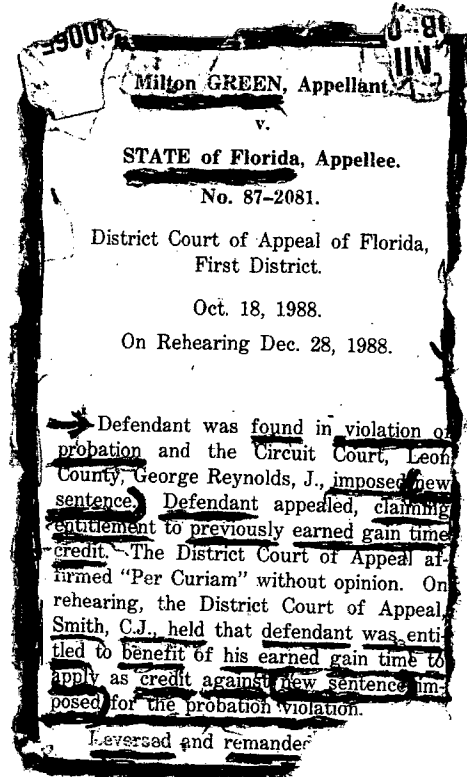 Milton GREEN, Appellant,
v.
STATE of Florida, Appellee.
No. 87–2081.
District Court of Appeal of Florida,
First District.
Oct. 18, 1988.
On Rehearing Dec. 28, 1988.
Defendant was found in violation of
probation and the Circuit Court, Leon
County, George Reynolds, J., imposed new
sentence. Defendant appealed, claiming
entitlement to previously earned gain time
credit. The District Court of Appeal af-
firmed "Per Curiam" without opinion. On
rehearing, the District Court of Appeal,
Smith, C.J., held that defendant was enti-
tled to benefit of his earned gain time to
apply as credit against new sentence im-
posed for the probation violation.
Reversed and remanded